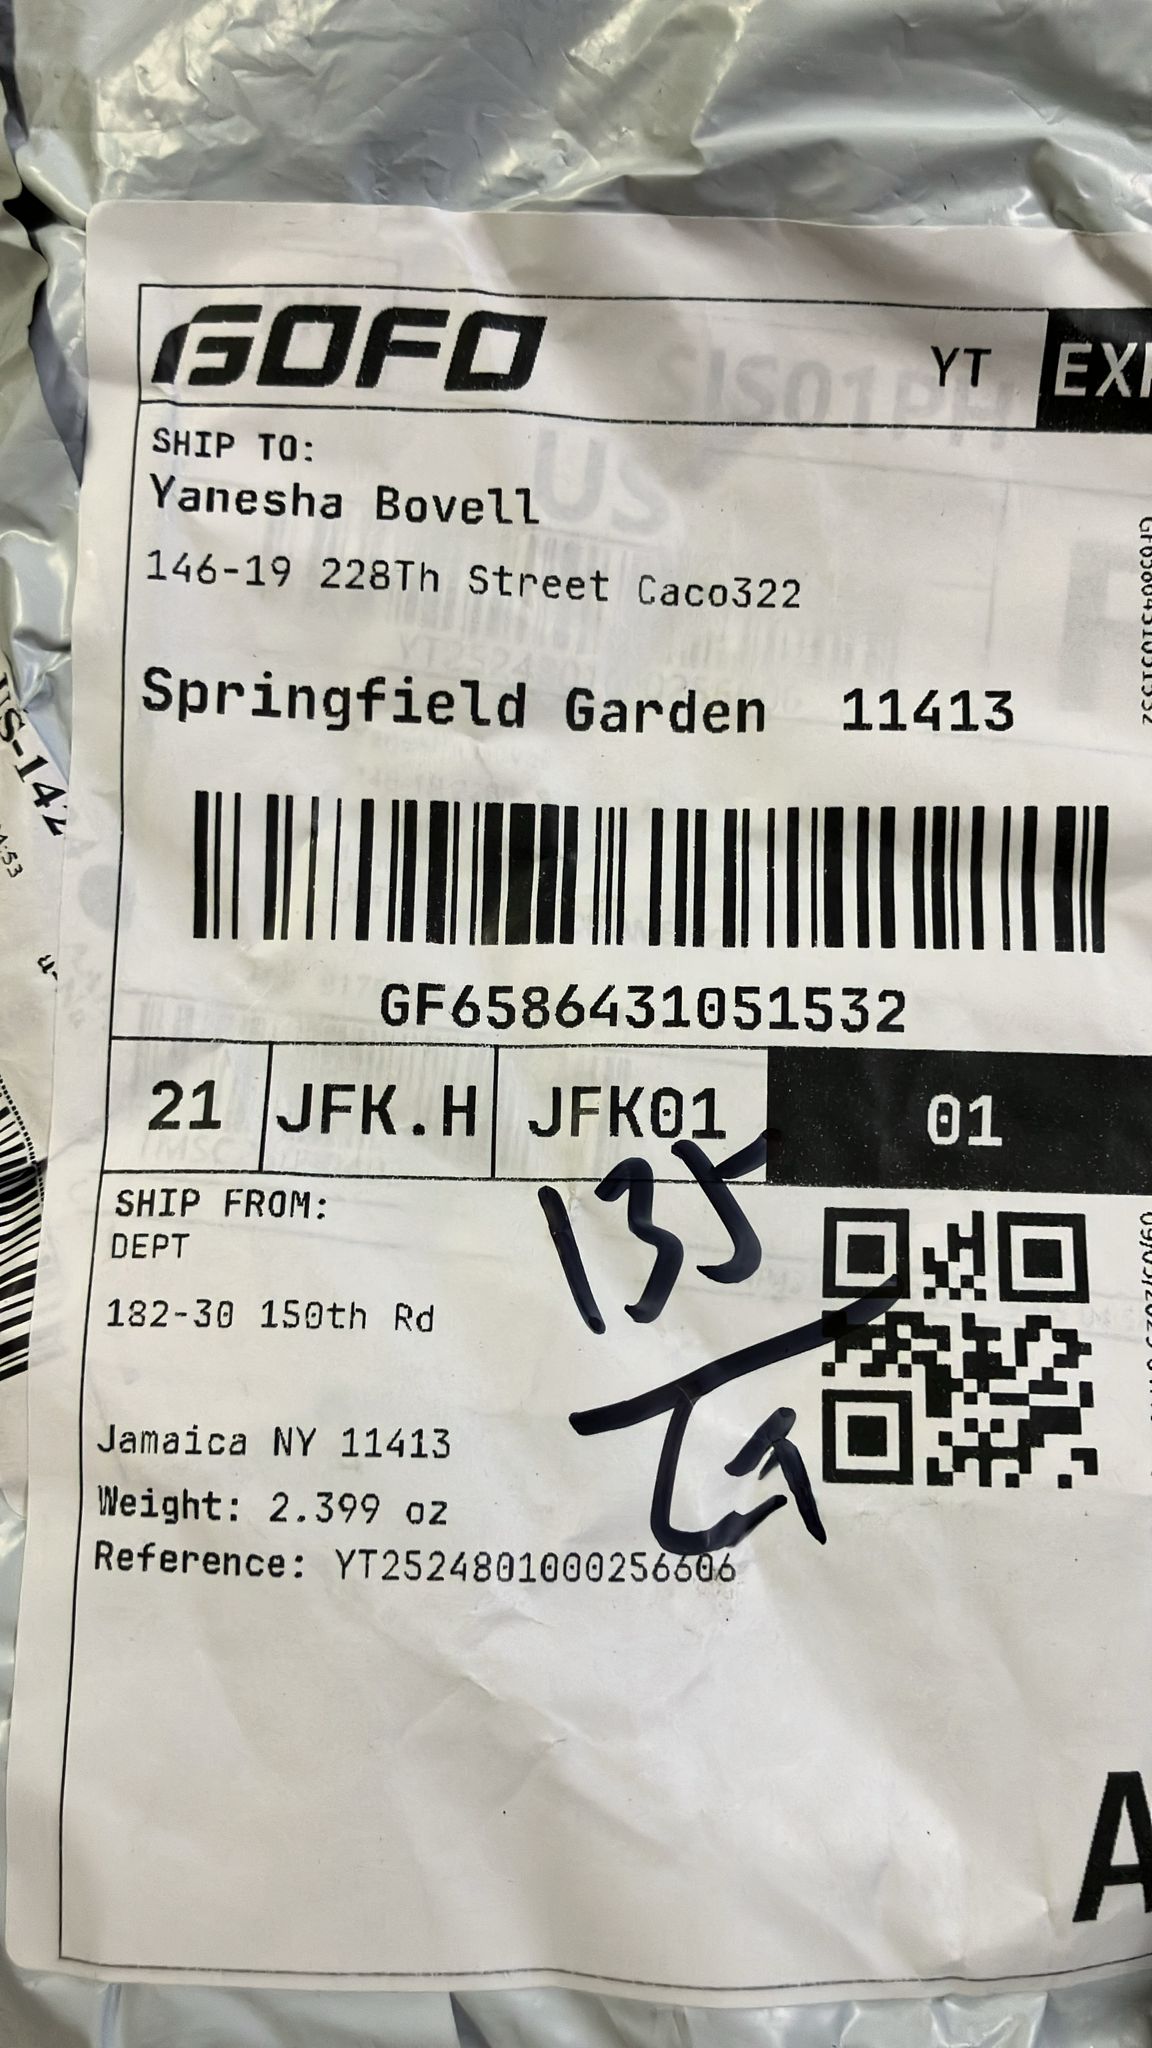 GOFO
YT
SHIP TO:
Yanesha Bovell
146-19 228Th Street Caco322
Springfield Garden 11413
GF6586431051532
21 JFK.H JFK01 01
135
SHIP FROM:
DEPT
182-30 150th Rd
Jamaica NY 11413
Weight: 2.399 oz
Reference: YT2524801000256606
A